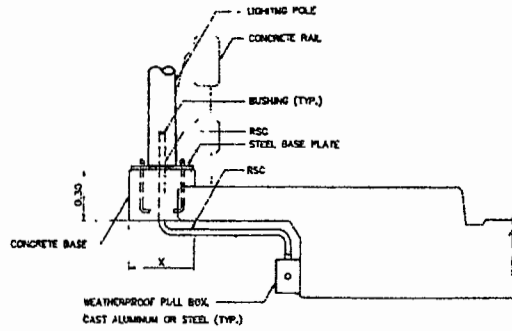 LIGHTING POLE
CONCRETE RAIL
BUSHING (TYP.)
RSC
STEEL BASE PLATE
RSC
0.30
CONCRETE BASE
X
WEATHERPROOF PULL BOX,
CAST ALUMINUM OR STEEL (TYP.)